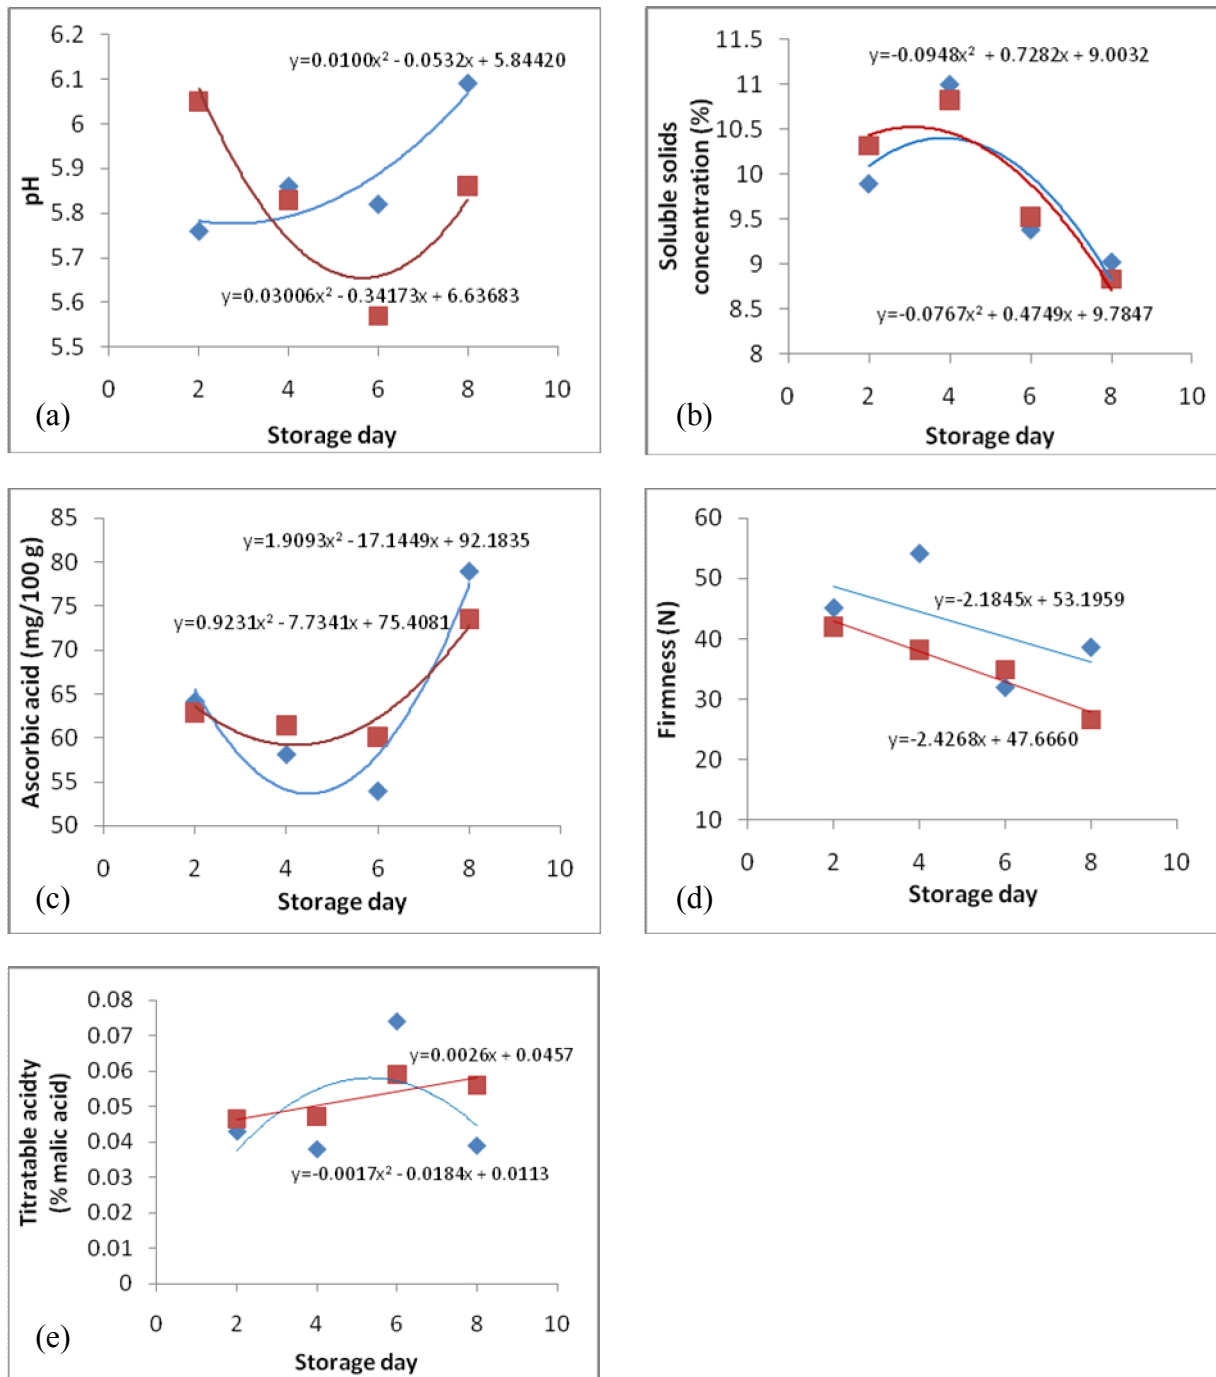 6.2
6.1
6
5.9
5.8
5.7
5.6
5.5
pH
y=0.0100x² - 0.0532x + 5.84420
y=0.03006x² - 0.34173x + 6.63683
0 2 4 6 8 10
(a)
Storage day
11.5
11
10.5
10
9.5
9
8.5
8
Soluble solids
concentration (%)
y=-0.0948x² + 0.7282x + 9.0032
y=-0.0767x² + 0.4749x + 9.7847
0 2 4 6 8 10
(b)
Storage day
85
80
75
70
65
60
55
50
Ascorbic acid (mg/100 g)
y=1.9093x² - 17.1449x + 92.1835
y=0.9231x² - 7.7341x + 75.4081
0 2 4 6 8 10
(c)
Storage day
60
50
40
30
20
10
Firmness (N)
y=-2.1845x + 53.1959
y=-2.4268x + 47.6660
0 2 4 6 8 10
(d)
Storage day
0.08
0.07
0.06
0.05
0.04
0.03
0.02
0.01
0
Titratable acidty
(% malic acid)
y=0.0026x + 0.0457
y=-0.0017x² - 0.0184x + 0.0113
0 2 4 6 8 10
(e)
Storage day